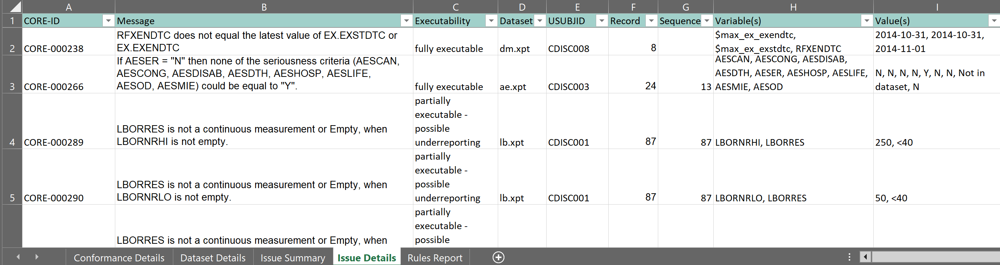 A B C D E F G H I
1 CORE-ID Message Executability Dataset USUBJID Record Sequence Variable(s) Value(s)
RFXENDTC does not equal the latest value of EX.EXSTDTC or
EX.EXENDTC
2 CORE-000238
fully executable
dm.xpt
CDISC008
8
$max_ex_exendtc,
$max_ex_exstdtc, RFXENDTC
2014-10-31, 2014-10-31,
2014-11-01
If AESER = "N" then none of the seriousness criteria (AESCAN,
AESCONG, AESDISAB, AESDTH, AESHOSP, AESLIFE,
AESOD, AESMIE) could be equal to "Y".
3 CORE-000266
fully executable
ae.xpt
CDISC003
24
13
AESCAN, AESCONG, AESDISAB,
AESDTH, AESER, AESHOSP, AESLIFE,
AESMIE, AESOD
N, N, N, N, Y, N, N, Not in
dataset, N
4 CORE-000289
LBORRES is not a continuous measurement or Empty, when
LBORNRHI is not empty.
partially
executable -
possible
underreporting
lb.xpt
CDISC001
87
87
LBORNRHI, LBORRES
250, <40
5 CORE-000290
LBORRES is not a continuous measurement or Empty, when
LBORNRLO is not empty.
partially
executable -
possible
underreporting
lb.xpt
CDISC001
87
87
LBORNRLO, LBORRES
50, <40
LBORRES is not a continuous measurement or Empty, when
partially
executable -
possible
Conformance Details Dataset Details Issue Summary Issue Details Rules Report